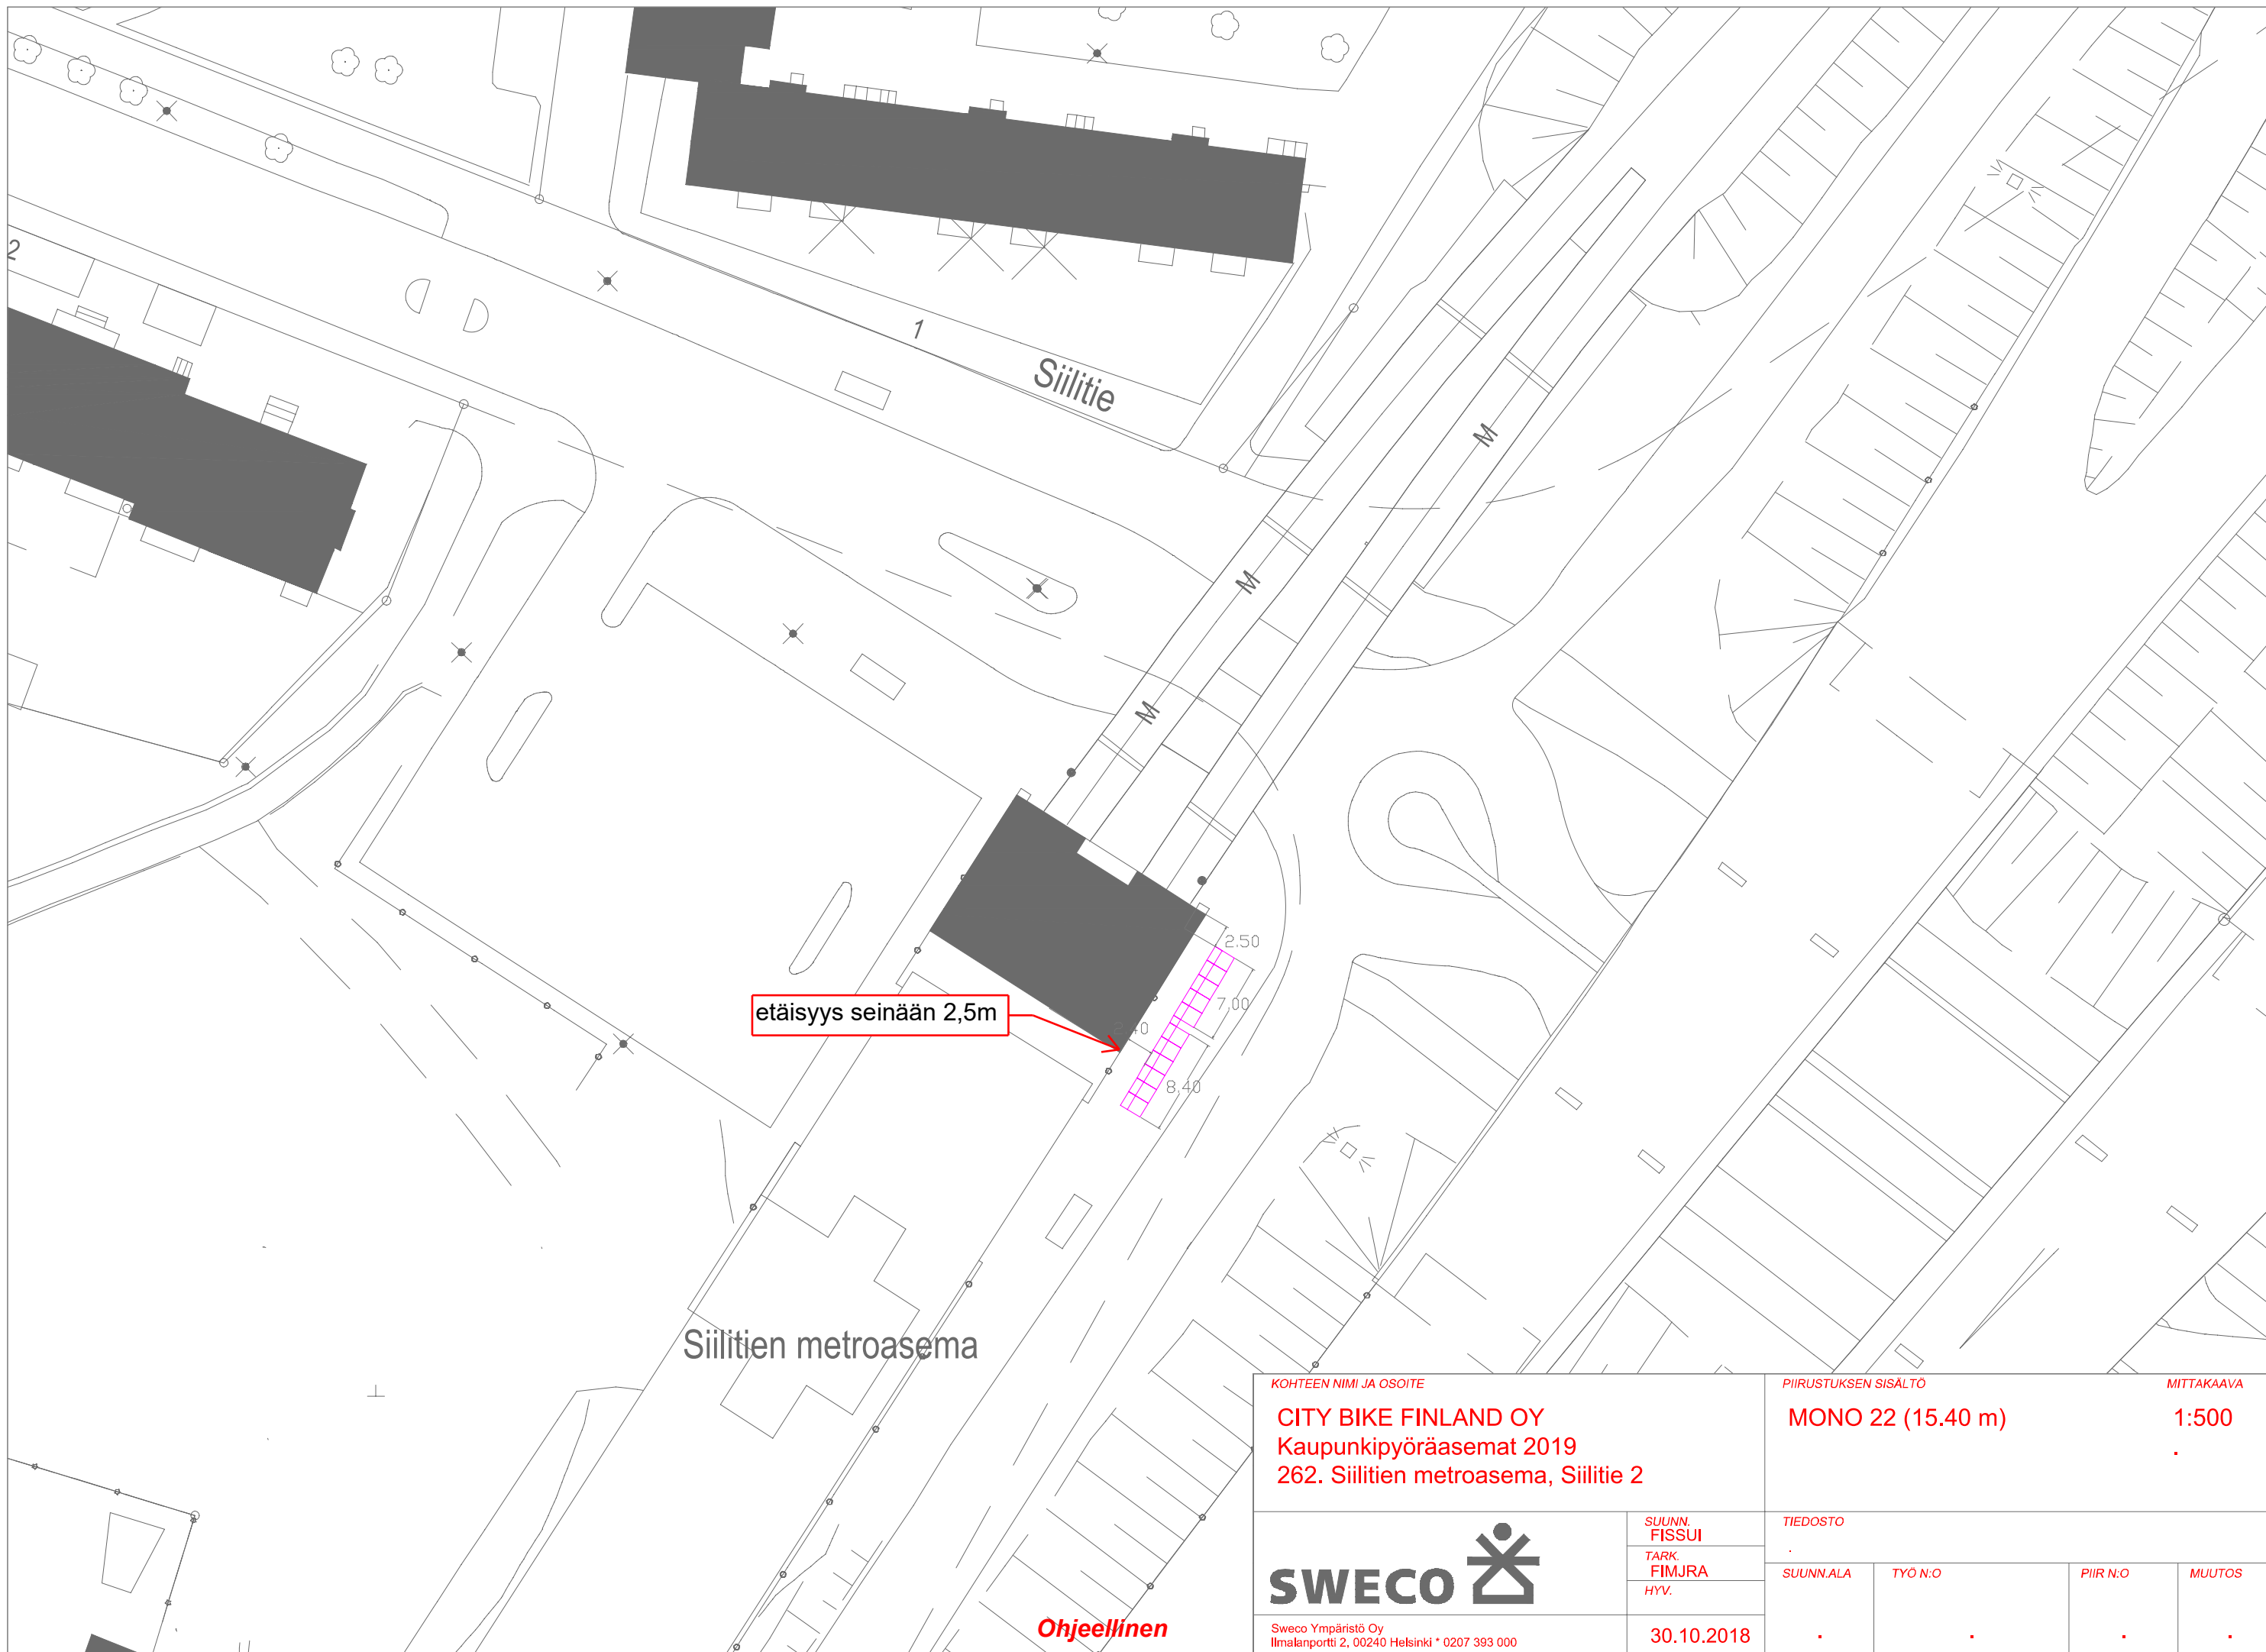 2
1
Siilitie
M
M
M
2.50
7,00
etäisyys seinään 2,5m
8,40
Siilitien metroasema
KOHTEEN NIMI JA OSOITE
CITY BIKE FINLAND OY
Kaupunkipyöräasemat 2019
262. Siilitien metroasema, Siilitie 2
PIIRUSTUKSEN SISÄLTÖ
MITTAKAAVA
MONO 22 (15.40 m)
1:500
.
SWECO
SUUNN.
FISSUI
TARK.
FIMJRA
HYV.
TIEDOSTO
.
SUUNN.ALA
TYÖ N:O
PIIR N:O
MUUTOS
. . . .
Ohjeellinen
Sweco Ympäristö Oy
Ilmalanportti 2, 00240 Helsinki * 0207 393 000
30.10.2018